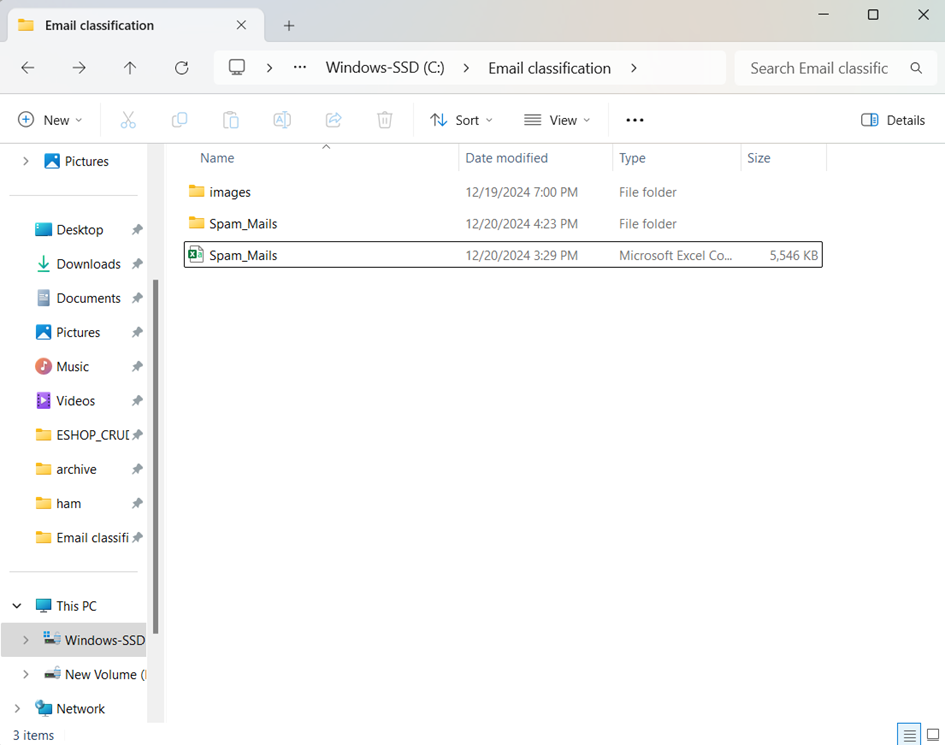 Email classification
Windows-SSD (C:) Email classification Search Email classific
New Sort View Details
Name Date modified Type Size
images 12/19/2024 7:00 PM File folder
Spam_Mails 12/20/2024 4:23 PM File folder
Spam_Mails 12/20/2024 3:29 PM Microsoft Excel Co... 5,546 KB
Pictures
Desktop
Downloads
Documents
Pictures
Music
Videos
ESHOP_CRUD
archive
ham
Email classifi
This PC
Windows-SSD
New Volume (
Network
3 items